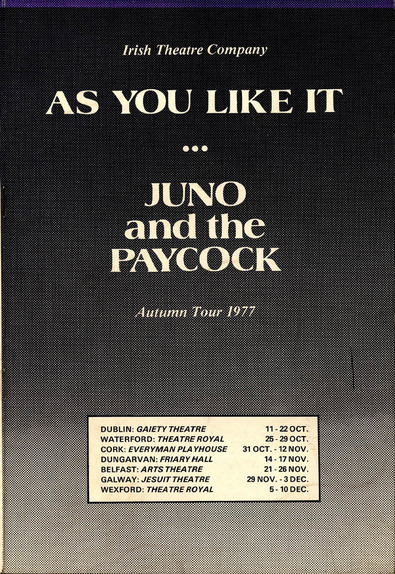 Irish Theatre Company
AS YOU LIKE IT
...
JUNO
and the
PAYCOCK
Autumn Tour 1977
DUBLIN: GAIETY THEATRE 11 - 22 OCT.
WATERFORD: THEATRE ROYAL 25 - 29 OCT.
CORK: EVERYMAN PLAYHOUSE 31 OCT. - 12 NOV.
DUNGARVAN: FRIARY HALL 14 - 17 NOV.
BELFAST: ARTS THEATRE 21 - 26 NOV.
GALWAY: JESUIT THEATRE 29 NOV. - 3 DEC.
WEXFORD: THEATRE ROYAL 5 - 10 DEC.